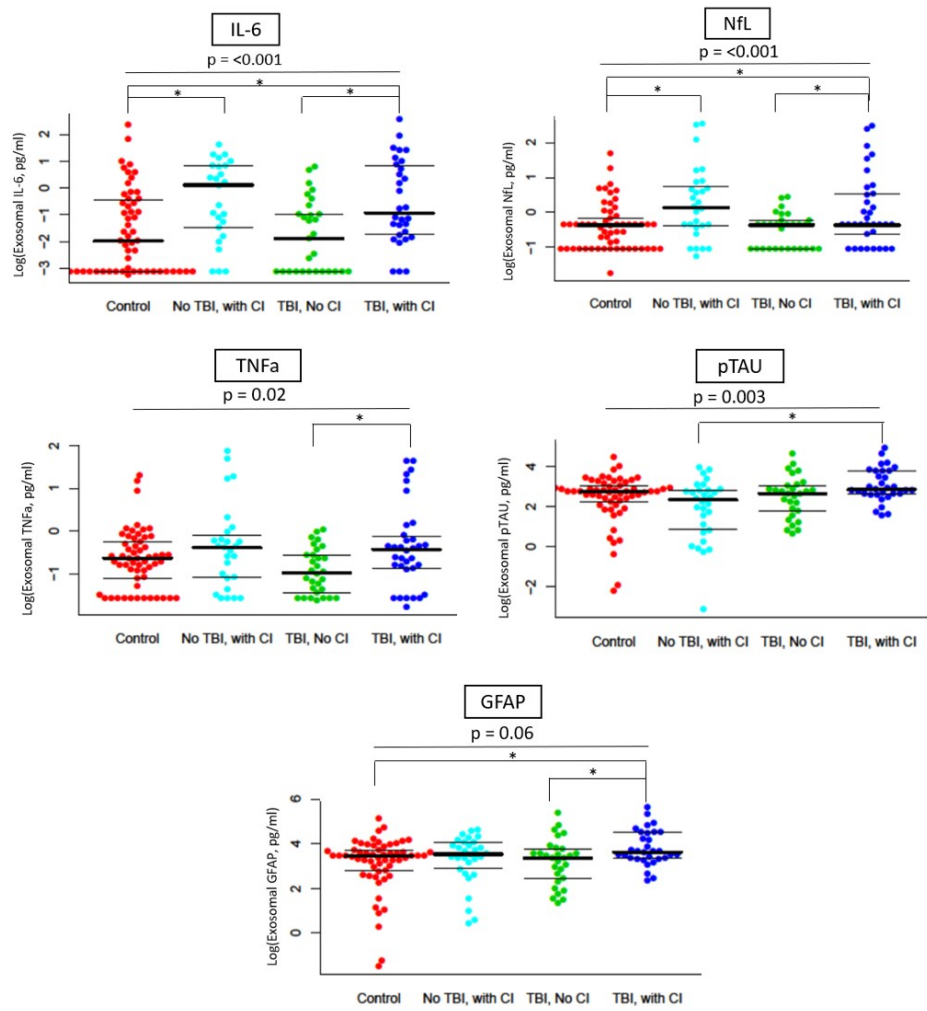 IL-6
p = <0.001
*
*
*
Log(Exosomal IL-6, pg/ml)
2
1
0
-1
-2
-3
Control
No TBI, with CI
TBI, No CI
TBI, with CI
NfL
p = <0.001
*
*
*
Log(Exosomal NfL, pg/ml)
2
1
0
-1
Control
No TBI, with CI
TBI, No CI
TBI, with CI
TNFa
p = 0.02
*
Log(Exosomal TNFa, pg/ml)
2
1
0
-1
Control
No TBI, with CI
TBI, No CI
TBI, with CI
pTAU
p = 0.003
*
Log(Exosomal pTAU, pg/ml)
4
2
0
-2
Control
No TBI, with CI
TBI, No CI
TBI, with CI
GFAP
p = 0.06
*
*
Log(Exosomal GFAP, pg/ml)
6
4
2
0
Control
No TBI, with CI
TBI, No CI
TBI, with CI